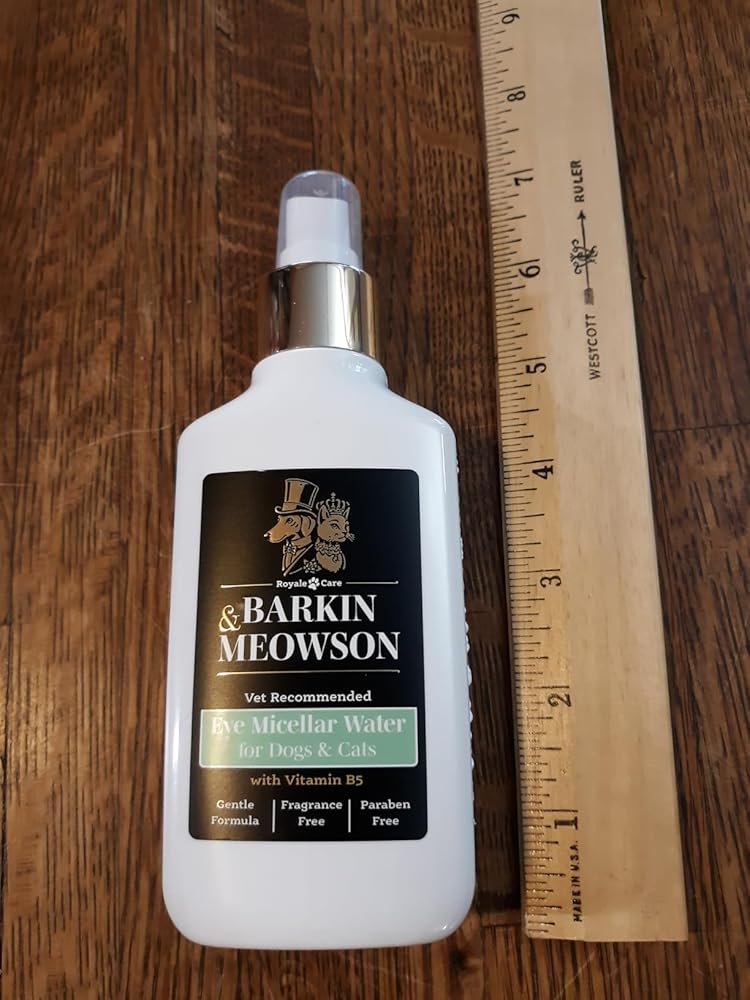 Royale Care
& BARKIN
MEOWSON
Vet Recommended
Eye Micellar Water
for Dogs & Cats
with Vitamin B5
Gentle Formula
Fragrance Free
Paraben Free
9
8
7
6
5
4
3
2
1
WESTCOTT RULER
MADE IN U.S.A.